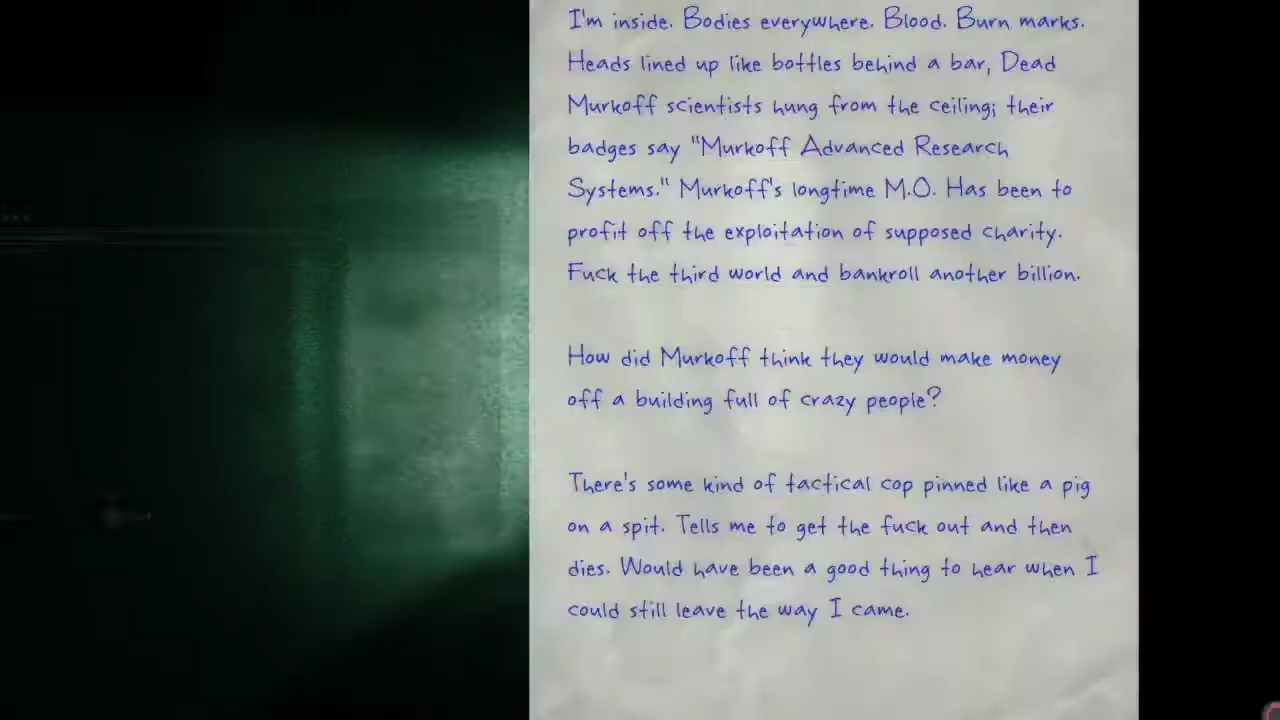 I'm inside. Bodies everywhere. Blood. Burn marks.
Heads lined up like bottles behind a bar, Dead
Murkoff scientists hung from the ceiling; their
badges say "Murkoff Advanced Research
Systems." Murkoff's longtime M.O. Has been to
profit off the exploitation of supposed charity.
Fuck the third world and bankroll another billion.
How did Murkoff think they would make money
off a building full of crazy people?
There's some kind of tactical cop pinned like a pig
on a spit. Tells me to get the fuck out and then
dies. Would have been a good thing to hear when I
could still leave the way I came.